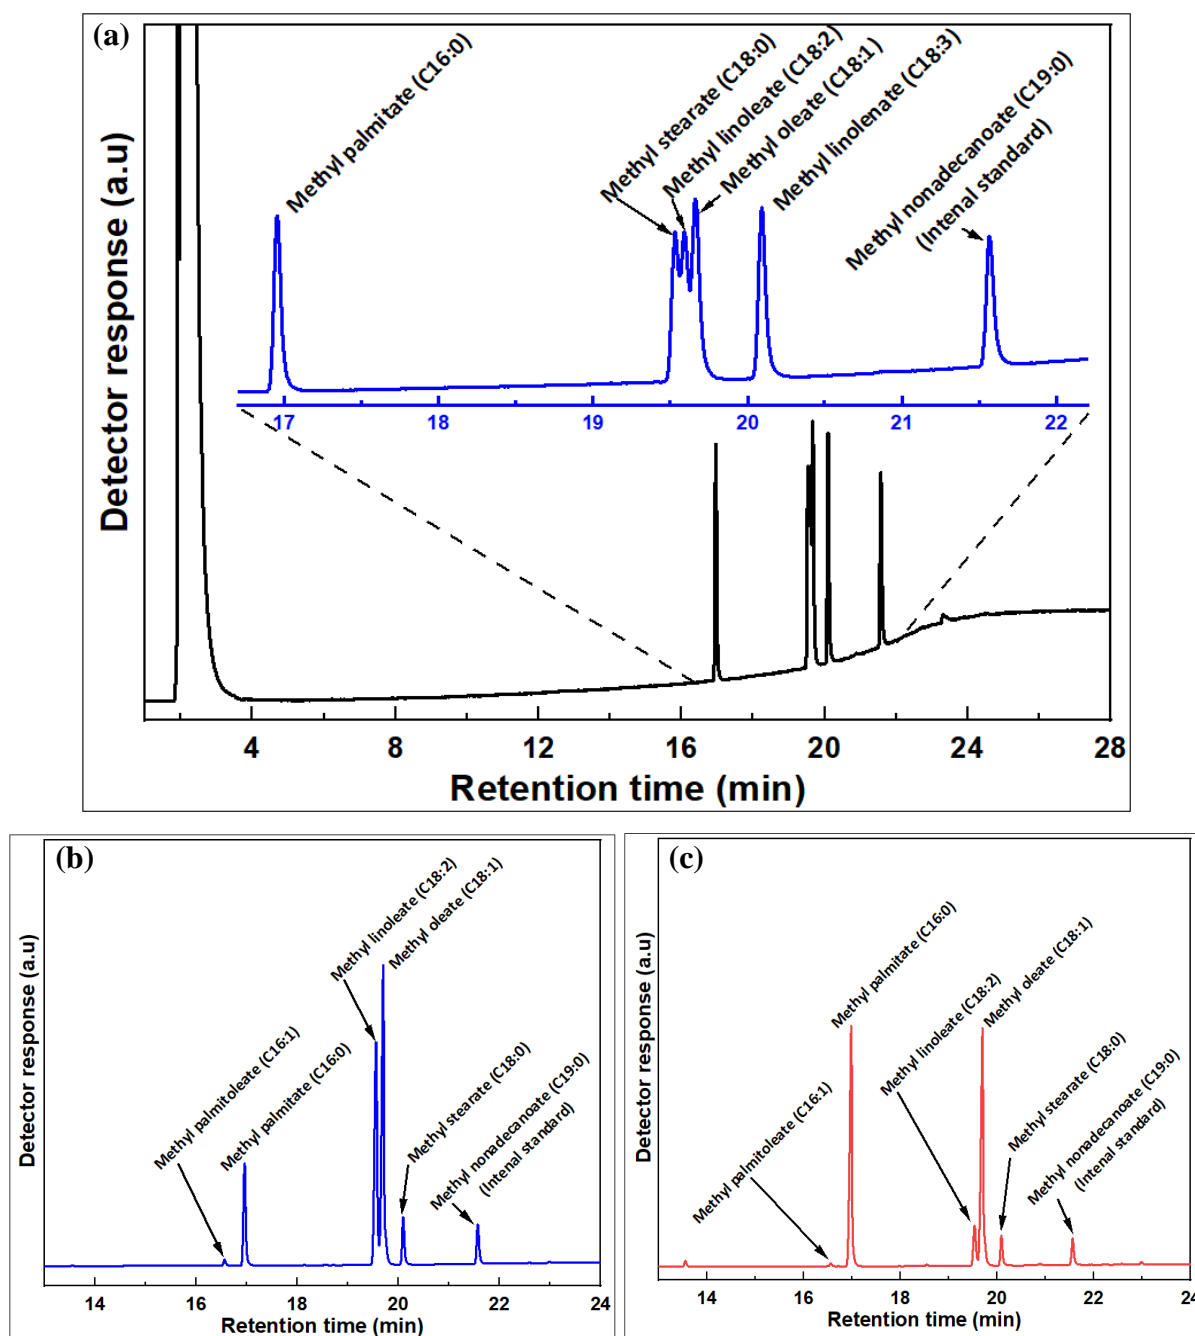 (a)
Methyl palmitate (C16:0)
Methyl stearate (C18:0)
Methyl linoleate (C18:2)
Methyl oleate (C18:1)
Methyl linolenate (C18:3)
Methyl nonadecanoate (C19:0)
(Intenal standard)
Detector response (a.u)
17 18 19 20 21 22
4 8 12 16 20 24 28
Retention time (min)
(b)
Methyl palmitoleate (C16:1)
Methyl palmitate (C16:0)
Methyl linoleate (C18:2)
Methyl oleate (C18:1)
Methyl stearate (C18:0)
Methyl nonadecanoate (C19:0)
(Intenal standard)
Detector response (a.u)
14 16 18 20 22 24
Retention time (min)
(c)
Methyl palmitoleate (C16:1)
Methyl palmitate (C16:0)
Methyl linoleate (C18:2)
Methyl oleate (C18:1)
Methyl stearate (C18:0)
Methyl nonadecanoate (C19:0)
(Intenal standard)
Detector response (a.u)
14 16 18 20 22 24
Retention time (min)